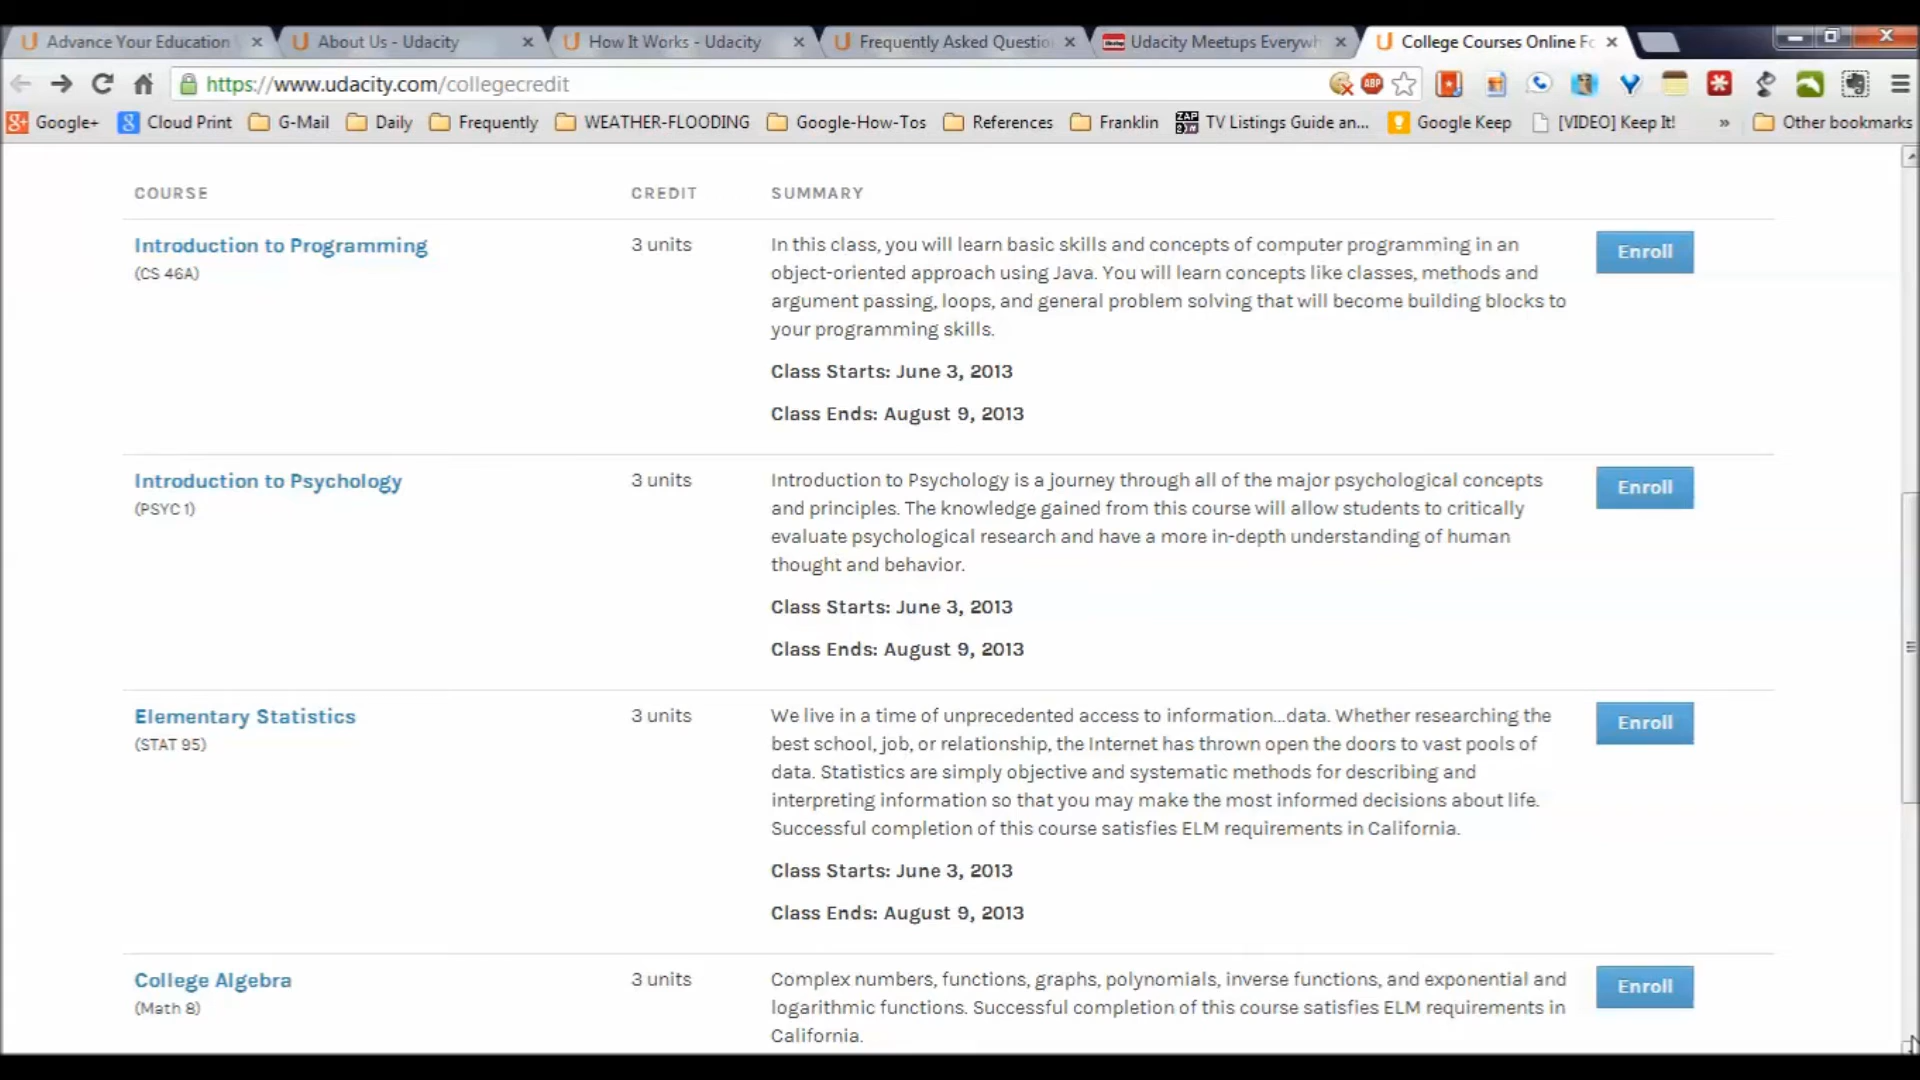 Advance Your Education
About Us - Udacity
How It Works - Udacity
Frequently Asked Questio
Udacity Meetups Everywh
College Courses Online Fo
https://www.udacity.com/collegecredit
ABP
Google+
Cloud Print
G-Mail
Daily
Frequently
WEATHER-FLOODING
Google-How-Tos
References
Franklin
TV Listings Guide an...
Google Keep
[VIDEO] Keep It!
»
Other bookmarks
COURSE
CREDIT
SUMMARY
Introduction to Programming
(CS 46A)
3 units
In this class, you will learn basic skills and concepts of computer programming in an
object-oriented approach using Java. You will learn concepts like classes, methods and
argument passing, loops, and general problem solving that will become building blocks to
your programming skills.
Class Starts: June 3, 2013
Class Ends: August 9, 2013
Enroll
Introduction to Psychology
(PSYC 1)
3 units
Introduction to Psychology is a journey through all of the major psychological concepts
and principles. The knowledge gained from this course will allow students to critically
evaluate psychological research and have a more in-depth understanding of human
thought and behavior.
Class Starts: June 3, 2013
Class Ends: August 9, 2013
Enroll
Elementary Statistics
(STAT 95)
3 units
We live in a time of unprecedented access to information...data. Whether researching the
best school, job, or relationship, the Internet has thrown open the doors to vast pools of
data. Statistics are simply objective and systematic methods for describing and
interpreting information so that you may make the most informed decisions about life.
Successful completion of this course satisfies ELM requirements in California.
Class Starts: June 3, 2013
Class Ends: August 9, 2013
Enroll
College Algebra
(Math 8)
3 units
Complex numbers, functions, graphs, polynomials, inverse functions, and exponential and
logarithmic functions. Successful completion of this course satisfies ELM requirements in
California.
Enroll